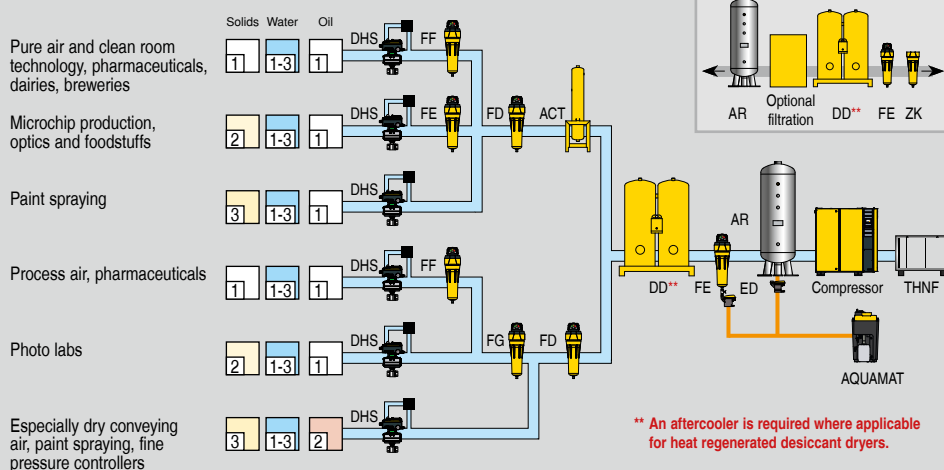 Solids Water Oil
Pure air and clean room
technology, pharmaceuticals,
dairies, breweries
1 1-3 1
DHS FF
Microchip production,
optics and foodstuffs
2 1-3 1
DHS FE FD ACT
Paint spraying
3 1-3 1
DHS
Process air, pharmaceuticals
1 1-3 1
DHS FF
Photo labs
2 1-3 1
DHS FG FD
Especially dry conveying
air, paint spraying, fine
pressure controllers
3 1-3 2
DHS
AR Optional
filtration
DD** FE ZK
AR
DD** FE ED Compressor THNF
AQUAMAT
** An aftercooler is required where applicable
for heat regenerated desiccant dryers.